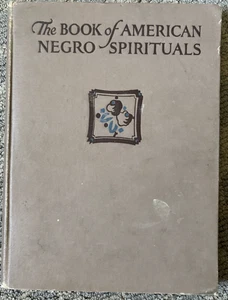 The BOOK of AMERICAN
NEGRO SPIRITUALS